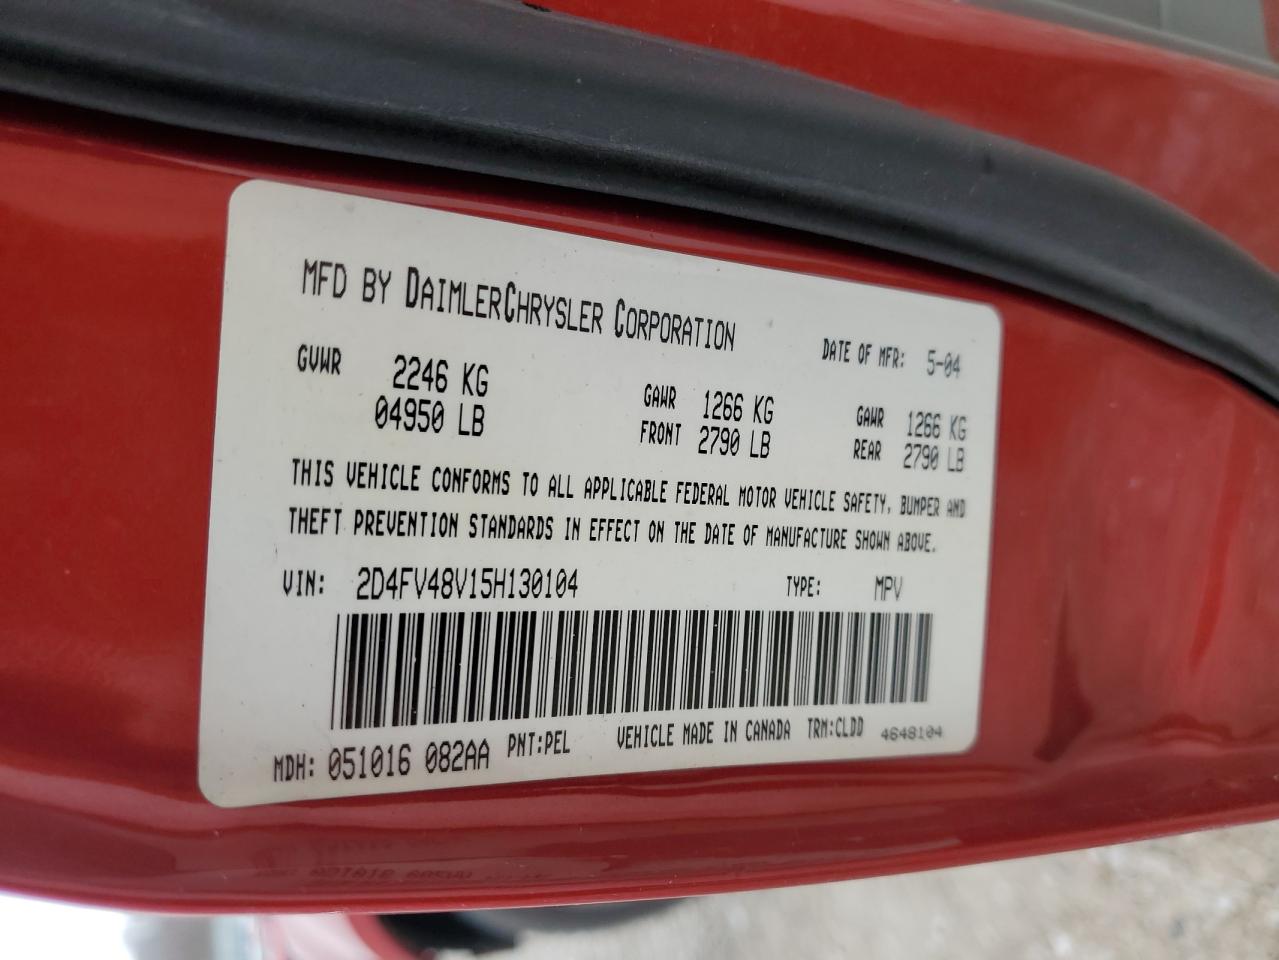 MFD BY DAIMLERCHRYSLER CORPORATION DATE OF MFR: 5-04
GVWR 2246 KG GAWR 1266 KG GAWR 1266 KG
04950 LB FRONT 2790 LB REAR 2790 LB
THIS VEHICLE CONFORMS TO ALL APPLICABLE FEDERAL MOTOR VEHICLE SAFETY, BUMPER AND
THEFT PREVENTION STANDARDS IN EFFECT ON THE DATE OF MANUFACTURE SHOWN ABOVE.
VIN: 2D4FV48V15H130104 TYPE: MPV
MDH: 051016 082AA PNT:PEL VEHICLE MADE IN CANADA TRM:CLDD 4648104